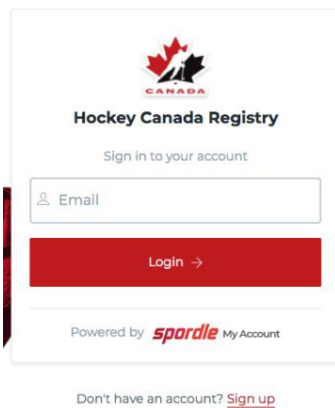 CANADA
Hockey Canada Registry
Sign in to your account
Email
Login →
Powered by spordle My Account
Don't have an account? Sign up